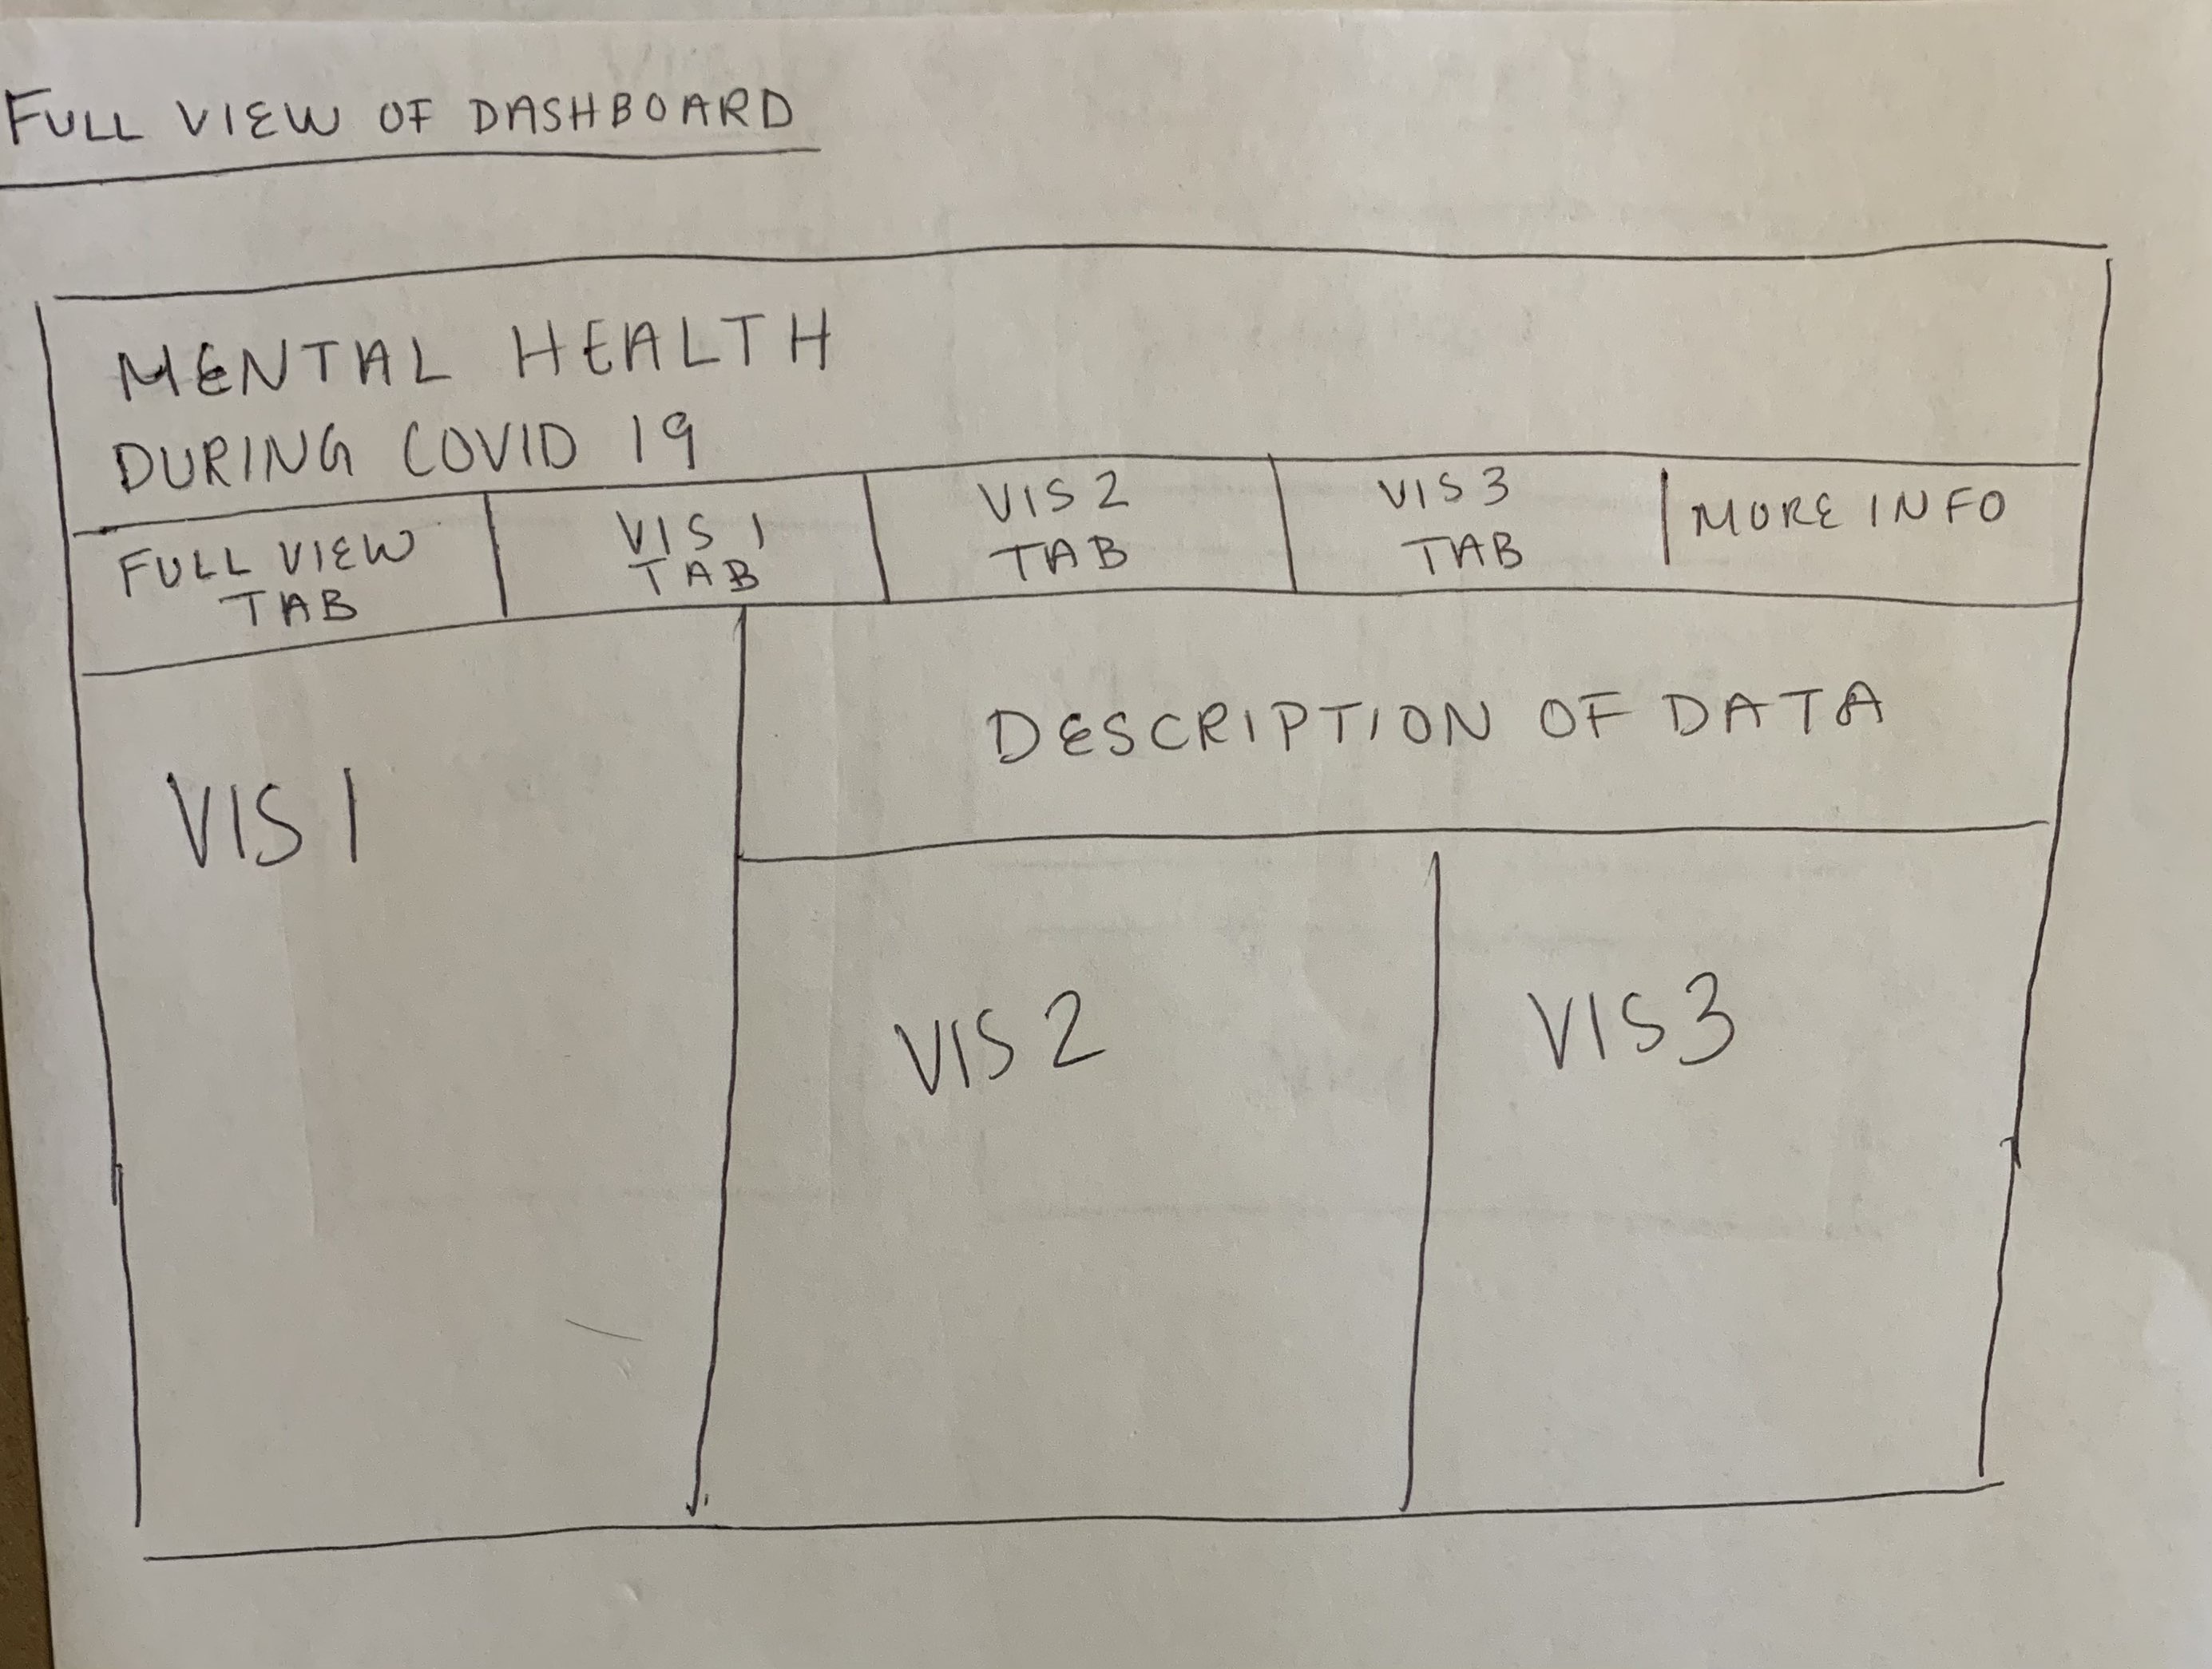 FULL VIEW OF DASHBOARD
MENTAL HEALTH
DURING COVID 19
FULL VIEW
TAB
VIS 1
TAB
VIS 2
TAB
VIS 3
TAB
MORE INFO
VIS 1
DESCRIPTION OF DATA
VIS 2
VIS 3